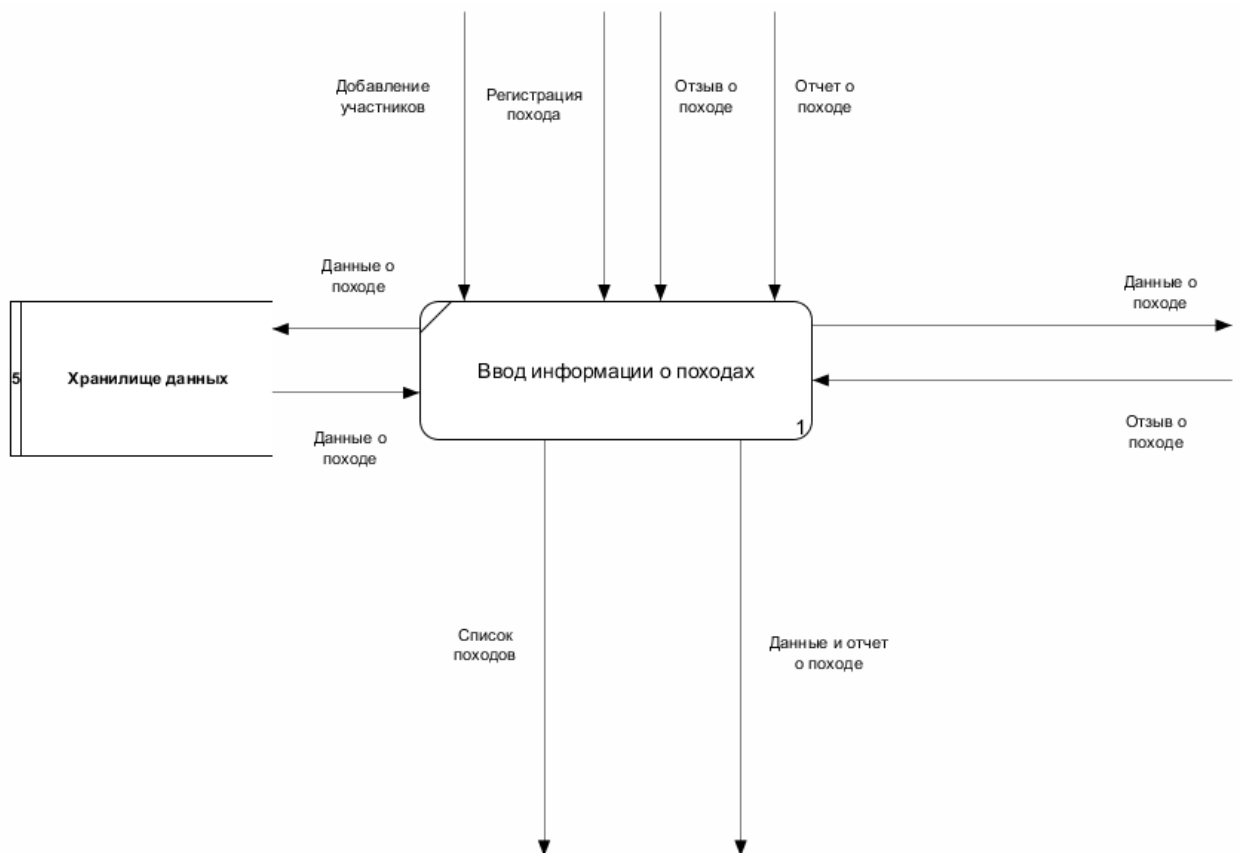 Добавление
участников
Регистрация
похода
Отзыв о
походе
Отчет о
походе
Данные о
походе
Данные о
походе
5
Хранилище данных
Ввод информации о походах
1
Данные о
походе
Отзыв о
походе
Список
походов
Данные и отчет
о походе